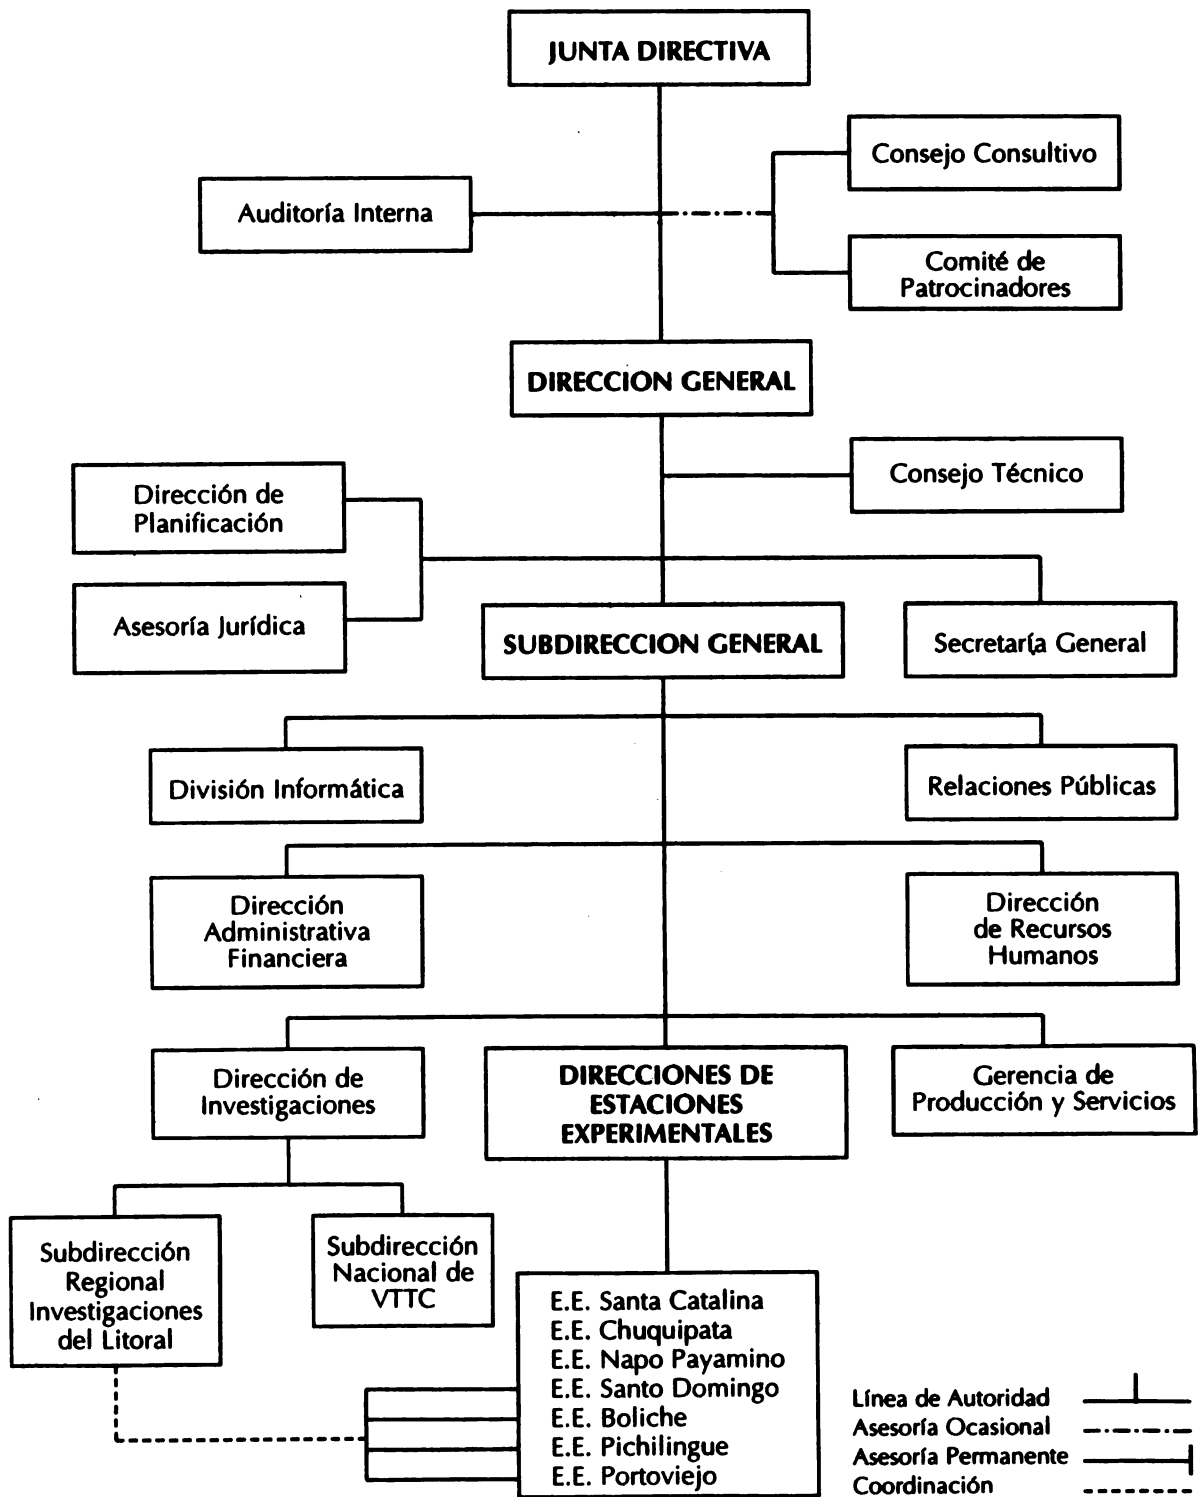 JUNTA DIRECTIVA
Consejo Consultivo
Auditoría Interna
Comité de
Patrocinadores
DIRECCION GENERAL
Consejo Técnico
Dirección de
Planificación
Asesoría Jurídica
SUBDIRECCION GENERAL
Secretaría General
División Informática
Relaciones Públicas
Dirección
Administrativa
Financiera
Dirección
de Recursos
Humanos
Dirección de
Investigaciones
DIRECCIONES DE
ESTACIONES
EXPERIMENTALES
Gerencia de
Producción y Servicios
Subdirección
Regional
Investigaciones
del Litoral
Subdirección
Nacional de
VTTC
E.E. Santa Catalina
E.E. Chuquipata
E.E. Napo Payamino
E.E. Santo Domingo
E.E. Boliche
E.E. Pichilingue
E.E. Portoviejo
Línea de Autoridad
Asesoría Ocasional
Asesoría Permanente
Coordinación